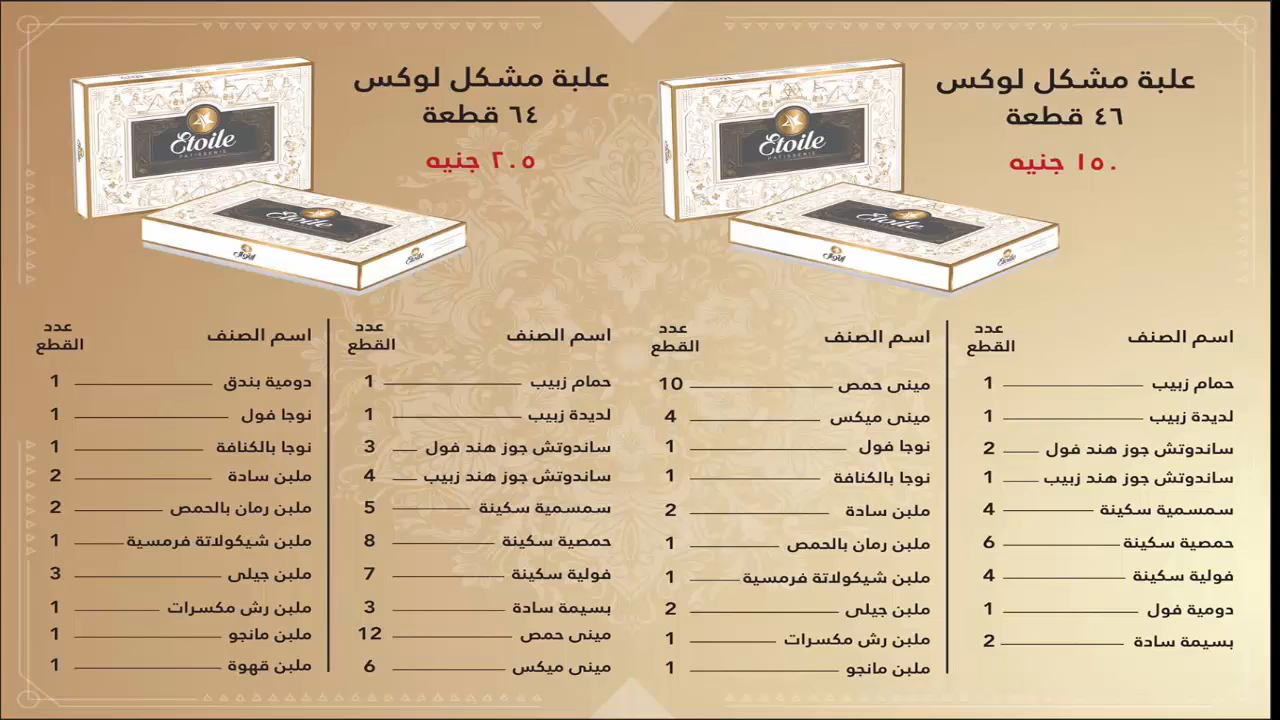 علبة مشكل لوكس
٤٦ قطعة
١٥٠ جنيه
Etoile
PATISSERIE
Etoile
إيتوال
Etoile
اسم الصنف عدد القطع
حمام زبيب 1
لديدة زبيب 1
ساندوتش جوز هند فول 2
ساندوتش جوز هند زبيب 1
سمسمية سكينة 4
حمصية سكينة 6
فولية سكينة 4
دومية فول 1
بسيمة سادة 2
اسم الصنف عدد القطع
مينى حمص 10
مينى ميكس 4
نوجا فول 1
نوجا بالكنافة 1
ملبن سادة 2
ملبن رمان بالحمص 1
ملبن شيكولاتة فرمسية 1
ملبن جيلى 2
ملبن رش مكسرات 1
ملبن مانجو 1
علبة مشكل لوكس
٦٤ قطعة
٢٠٥ جنيه
Etoile
PATISSERIE
Etoile
إيتوال
Etoile
اسم الصنف عدد القطع
حمام زبيب 1
لديدة زبيب 1
ساندوتش جوز هند فول 3
ساندوتش جوز هند زبيب 4
سمسمية سكينة 5
حمصية سكينة 8
فولية سكينة 7
بسيمة سادة 3
مينى حمص 12
مينى ميكس 6
اسم الصنف عدد القطع
دومية بندق 1
نوجا فول 1
نوجا بالكنافة 1
ملبن سادة 2
ملبن رمان بالحمص 2
ملبن شيكولاتة فرمسية 1
ملبن جيلى 3
ملبن رش مكسرات 1
ملبن مانجو 1
ملبن قهوة 1